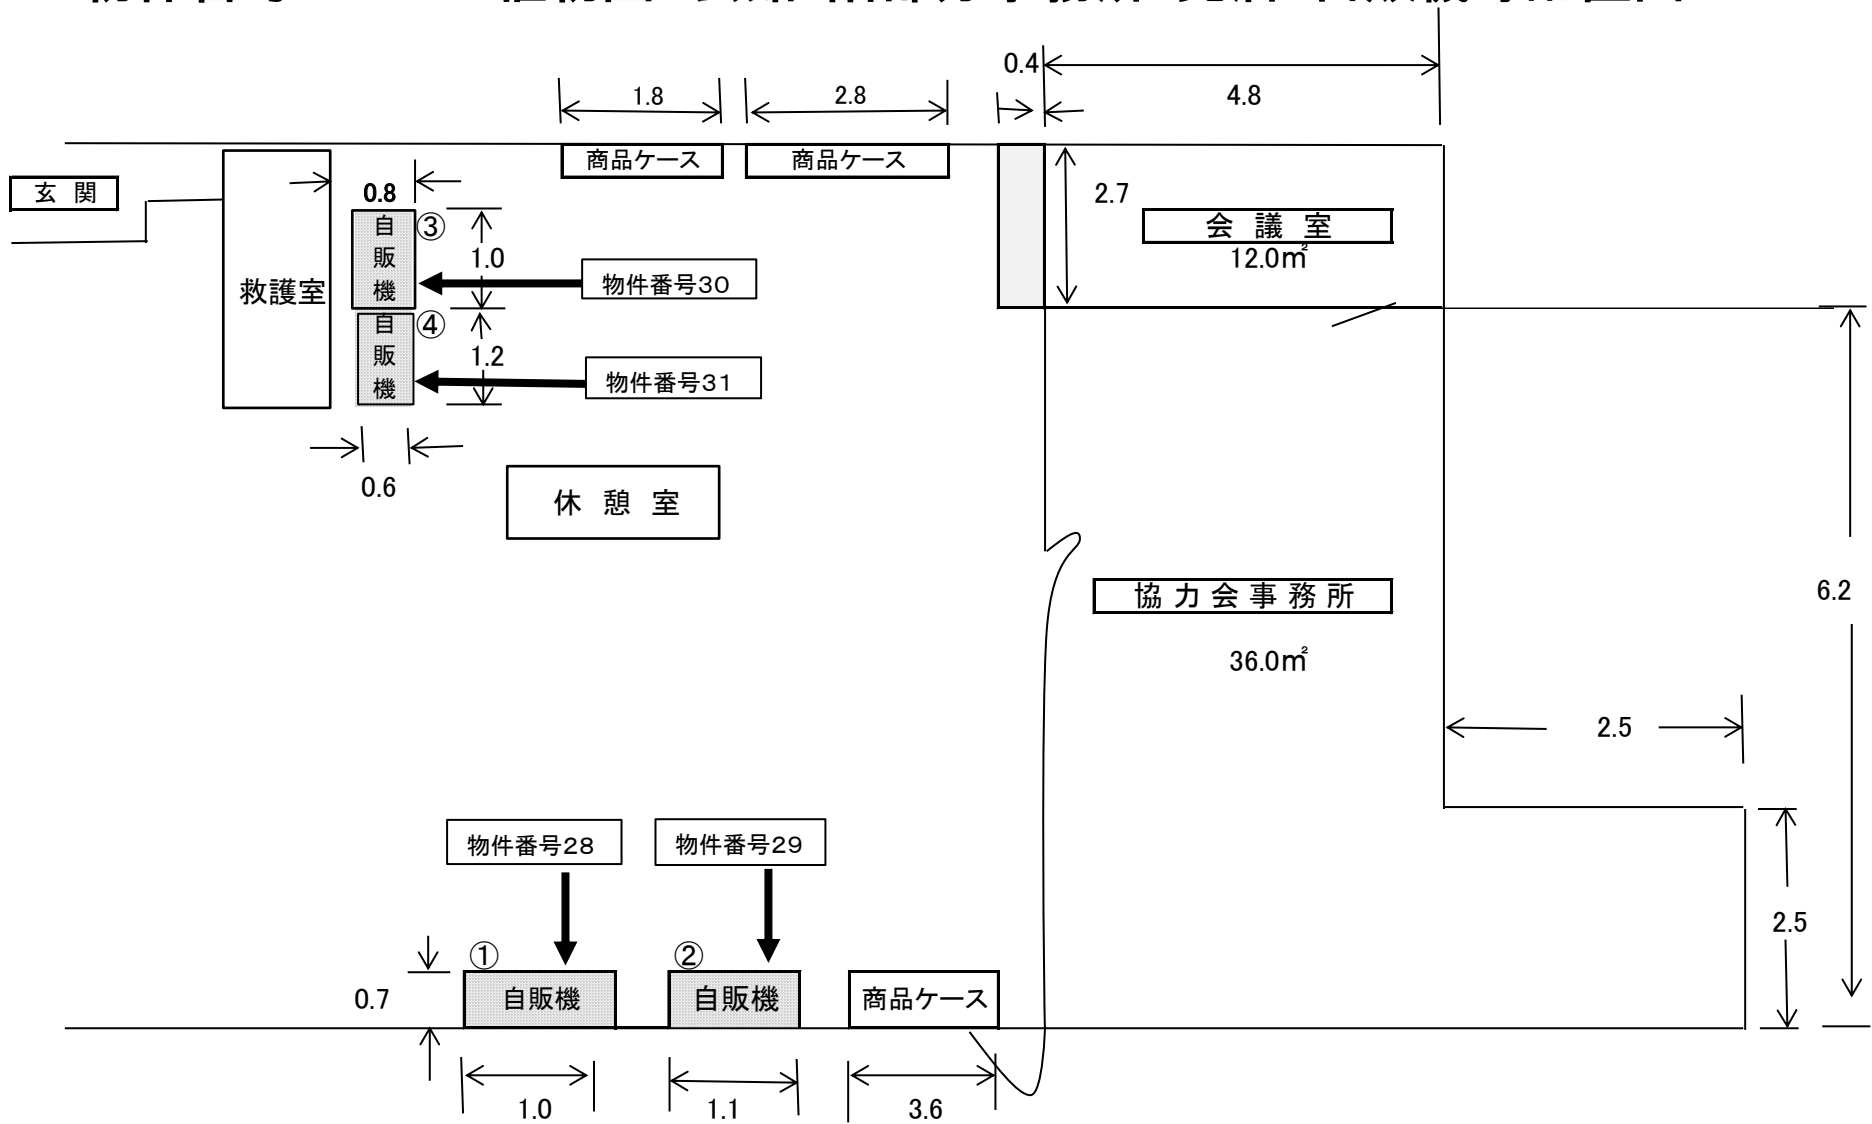 0.4
4.8
1.8
2.8
商品ケース
商品ケース
玄 関
0.8
2.7
会 議 室
12.0㎡
自販機
③
1.0
物件番号30
救護室
自販機
④
1.2
物件番号31
0.6
休 憩 室
協力会事務所
36.0㎡
6.2
2.5
物件番号28
物件番号29
2.5
①
②
0.7
自販機
自販機
商品ケース
1.0
1.1
3.6